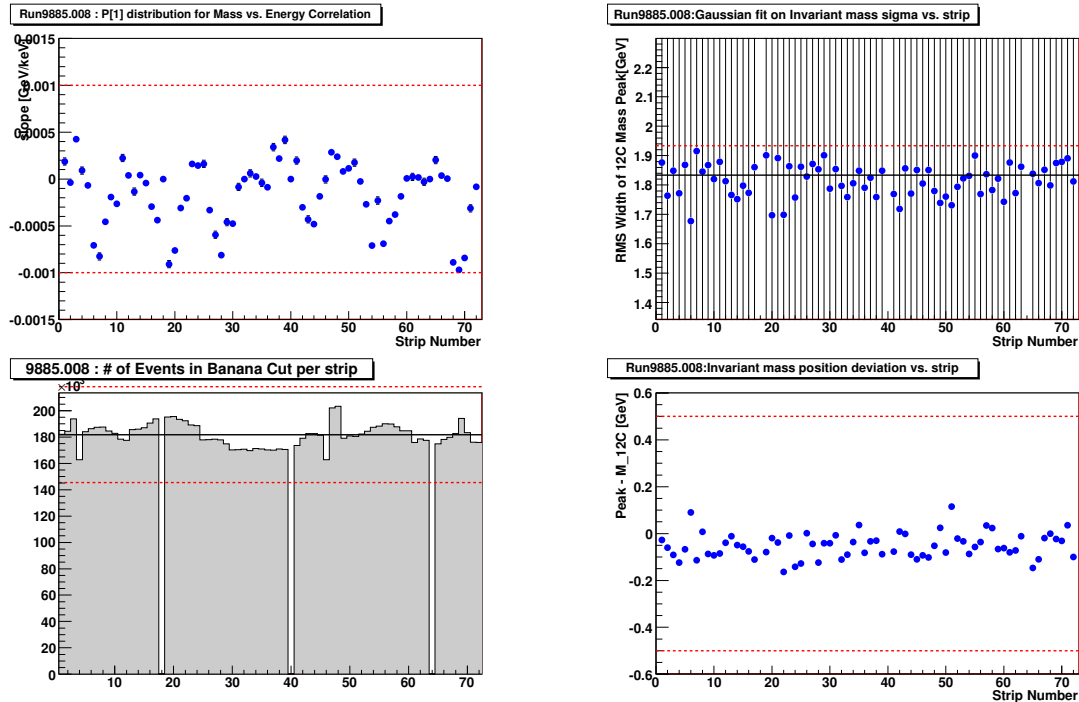 Run9885.008 : P[1] distribution for Mass vs. Energy Correlation
slope [GeV/keV]
0.0015
0.001
0.0005
0
-0.0005
-0.001
-0.0015
0 10 20 30 40 50 60 70
Strip Number
Run9885.008:Gaussian fit on Invariant mass sigma vs. strip
RMS Width of 12C Mass Peak[GeV]
2.2
2.1
2
1.9
1.8
1.7
1.6
1.5
1.4
0 10 20 30 40 50 60 70
Strip Number
9885.008 : # of Events in Banana Cut per strip
×10³
200
180
160
140
120
100
80
60
40
20
0
10 20 30 40 50 60 70
Run9885.008:Invariant mass position deviation vs. strip
Peak - M_12C [GeV]
0.6
0.4
0.2
0
-0.2
-0.4
-0.6
0 10 20 30 40 50 60 70
Strip Number